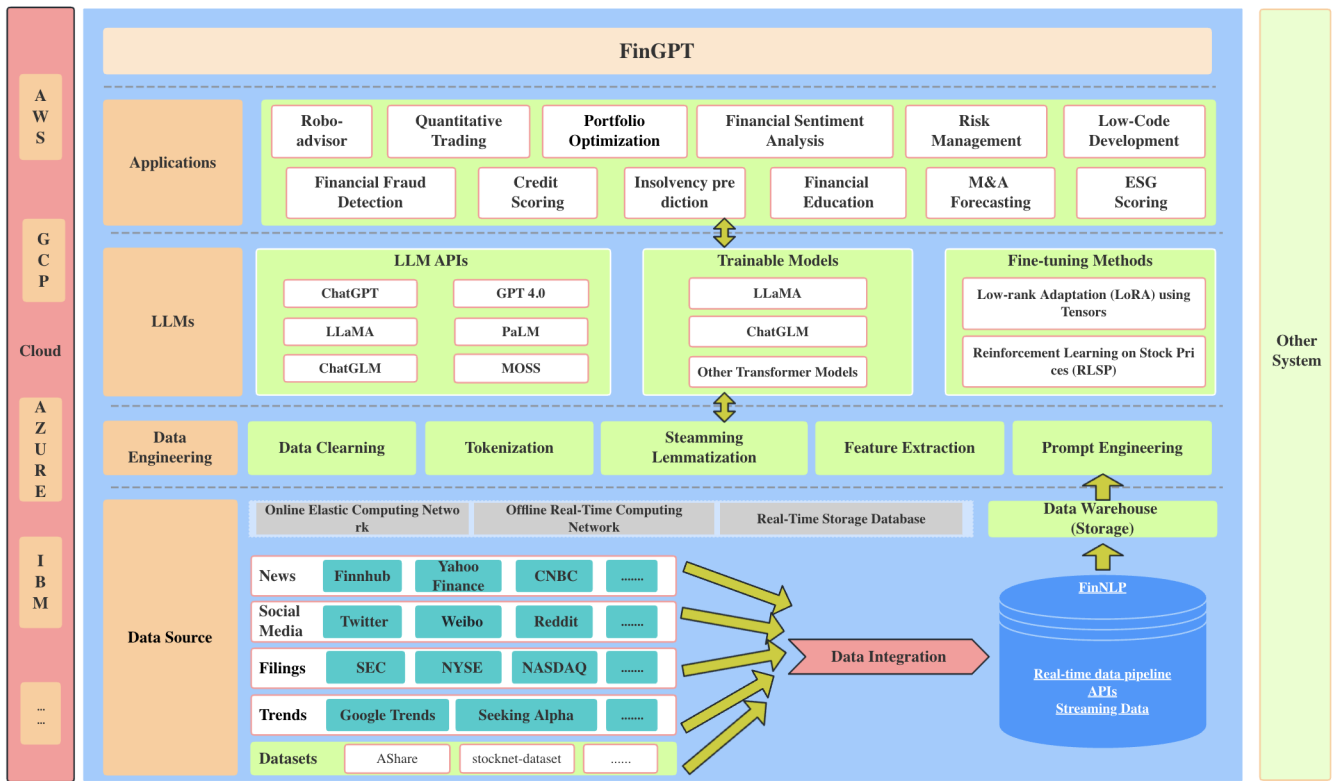 FinGPT
A
W
S
G
C
P
Cloud
A
Z
U
R
E
I
B
M
...
...
Applications
Robo-
advisor
Quantitative
Trading
Portfolio
Optimization
Financial Sentiment
Analysis
Risk
Management
Low-Code
Development
Financial Fraud
Detection
Credit
Scoring
Insolvency pre
diction
Financial
Education
M&A
Forecasting
ESG
Scoring
LLMs
LLM APIs
ChatGPT
GPT 4.0
LLaMA
PaLM
ChatGLM
MOSS
Trainable Models
LLaMA
ChatGLM
Other Transformer Models
Fine-tuning Methods
Low-rank Adaptation (LoRA) using
Tensors
Reinforcement Learning on Stock Pri
ces (RLSP)
Data
Engineering
Data Clearning
Tokenization
Steamming
Lemmatization
Feature Extraction
Prompt Engineering
Data Source
Online Elastic Computing Netwo
rk
Offline Real-Time Computing
Network
Real-Time Storage Database
Data Warehouse
(Storage)
News
Finnhub
Yahoo
Finance
CNBC
.......
Social
Media
Twitter
Weibo
Reddit
.......
Filings
SEC
NYSE
NASDAQ
.......
Trends
Google Trends
Seeking Alpha
.......
Datasets
AShare
stocknet-dataset
......
Data Integration
FinNLP
Real-time data pipeline
APIs
Streaming Data
Other
System